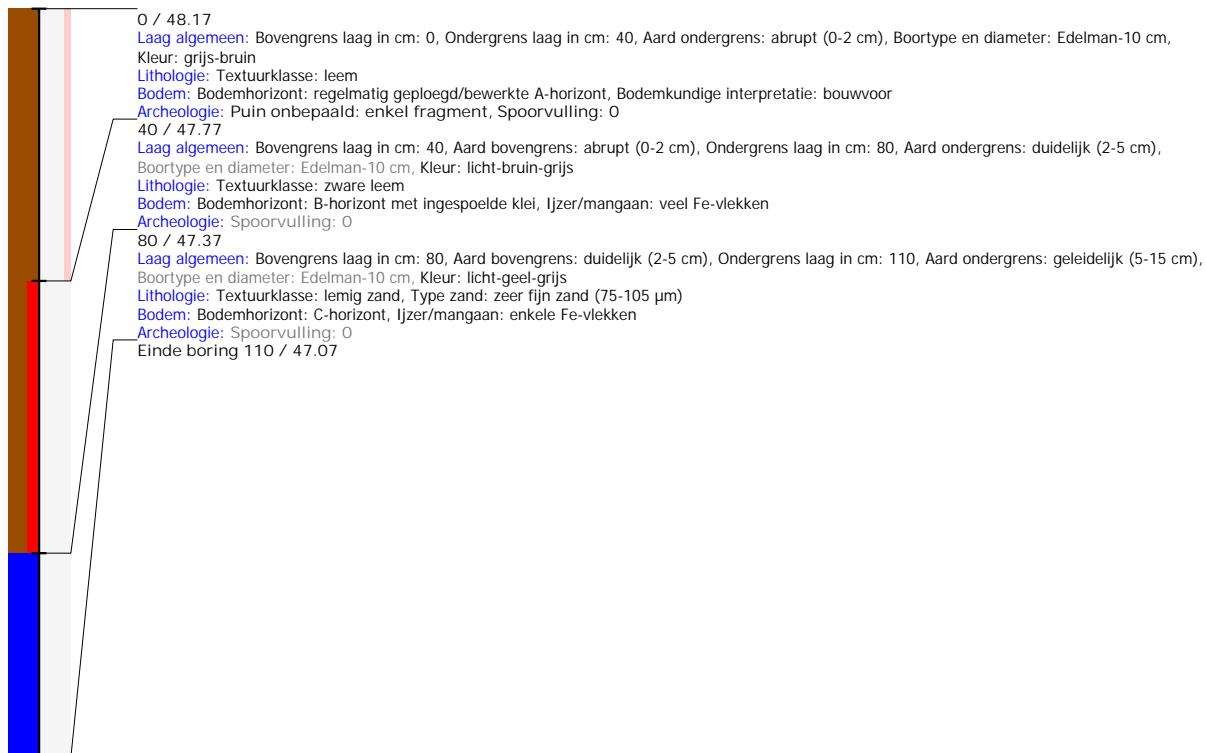 0 / 48.17
Laag algemeen: Bovengrens laag in cm: 0, Ondergrens laag in cm: 40, Aard ondergrens: abrupt (0-2 cm), Boortype en diameter: Edelman-10 cm,
Kleur: grijs-bruin
Lithologie: Textuurklasse: leem
Bodem: Bodemhorizont: regelmatig geploegd/bewerkte A-horizont, Bodemkundige interpretatie: bouwvoor
Archeologie: Puin onbepaald: enkel fragment, Spoorvulling: 0
40 / 47.77
Laag algemeen: Bovengrens laag in cm: 40, Aard bovengrens: abrupt (0-2 cm), Ondergrens laag in cm: 80, Aard ondergrens: duidelijk (2-5 cm),
Boortype en diameter: Edelman-10 cm, Kleur: licht-bruin-grijs
Lithologie: Textuurklasse: zware leem
Bodem: Bodemhorizont: B-horizont met ingespoelde klei, Ijzer/mangaan: veel Fe-vlekken
Archeologie: Spoorvulling: 0
80 / 47.37
Laag algemeen: Bovengrens laag in cm: 80, Aard bovengrens: duidelijk (2-5 cm), Ondergrens laag in cm: 110, Aard ondergrens: geleidelijk (5-15 cm),
Boortype en diameter: Edelman-10 cm, Kleur: licht-geel-grijs
Lithologie: Textuurklasse: lemig zand, Type zand: zeer fijn zand (75-105 µm)
Bodem: Bodemhorizont: C-horizont, Ijzer/mangaan: enkele Fe-vlekken
Archeologie: Spoorvulling: 0
Einde boring 110 / 47.07